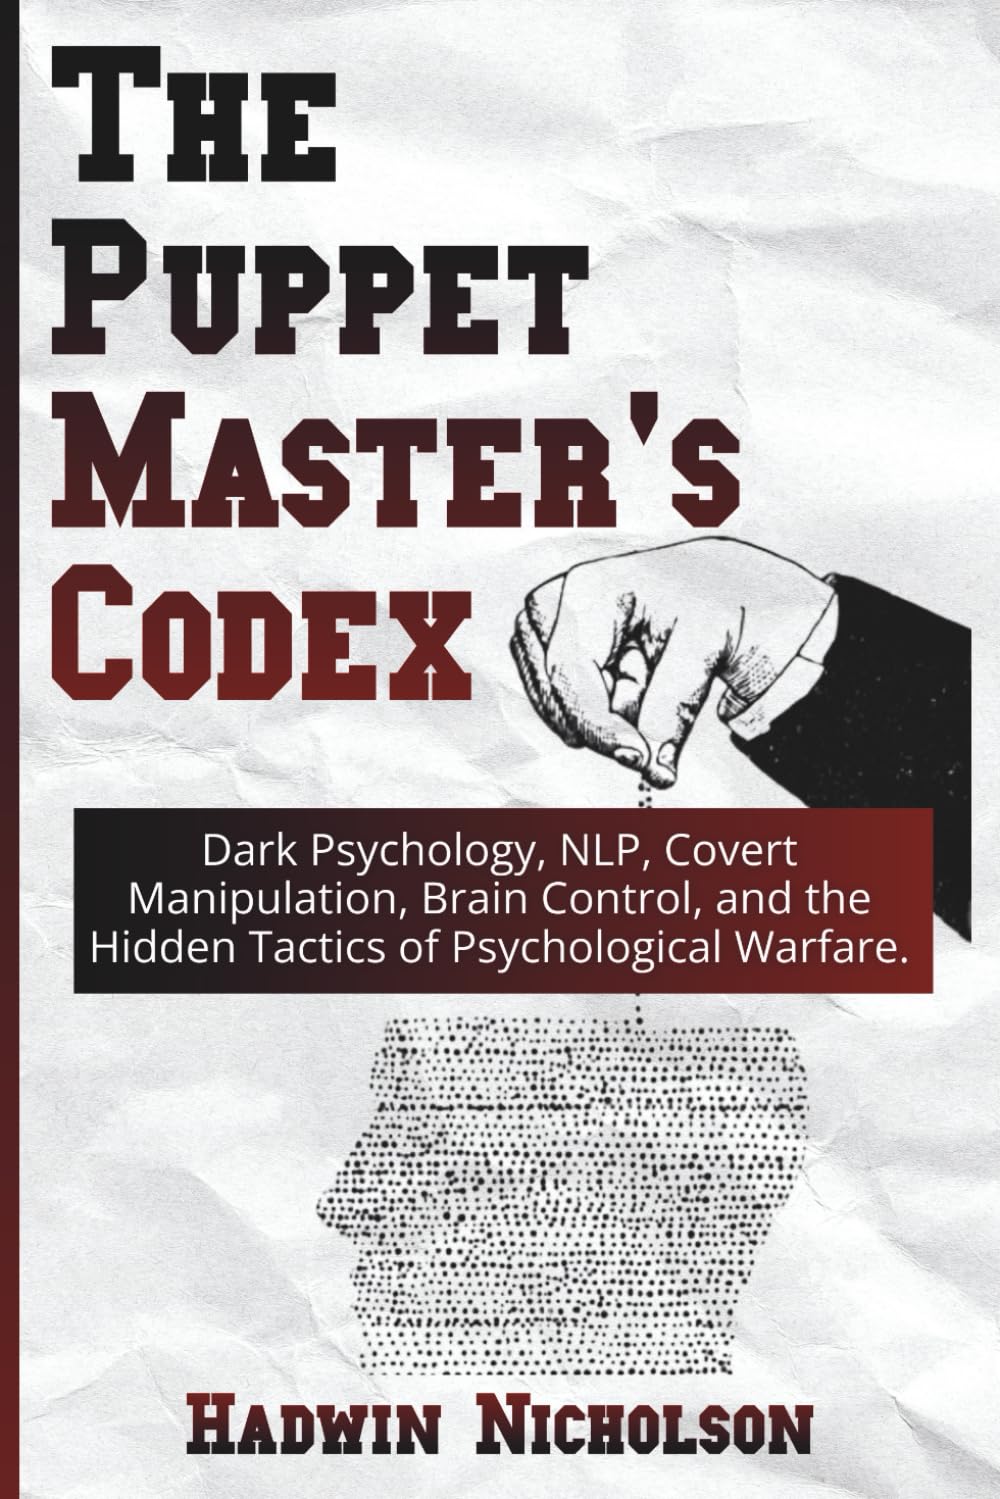 The
Puppet
Master's
Codex
Dark Psychology, NLP, Covert
Manipulation, Brain Control, and the
Hidden Tactics of Psychological Warfare.
Hadwin Nicholson